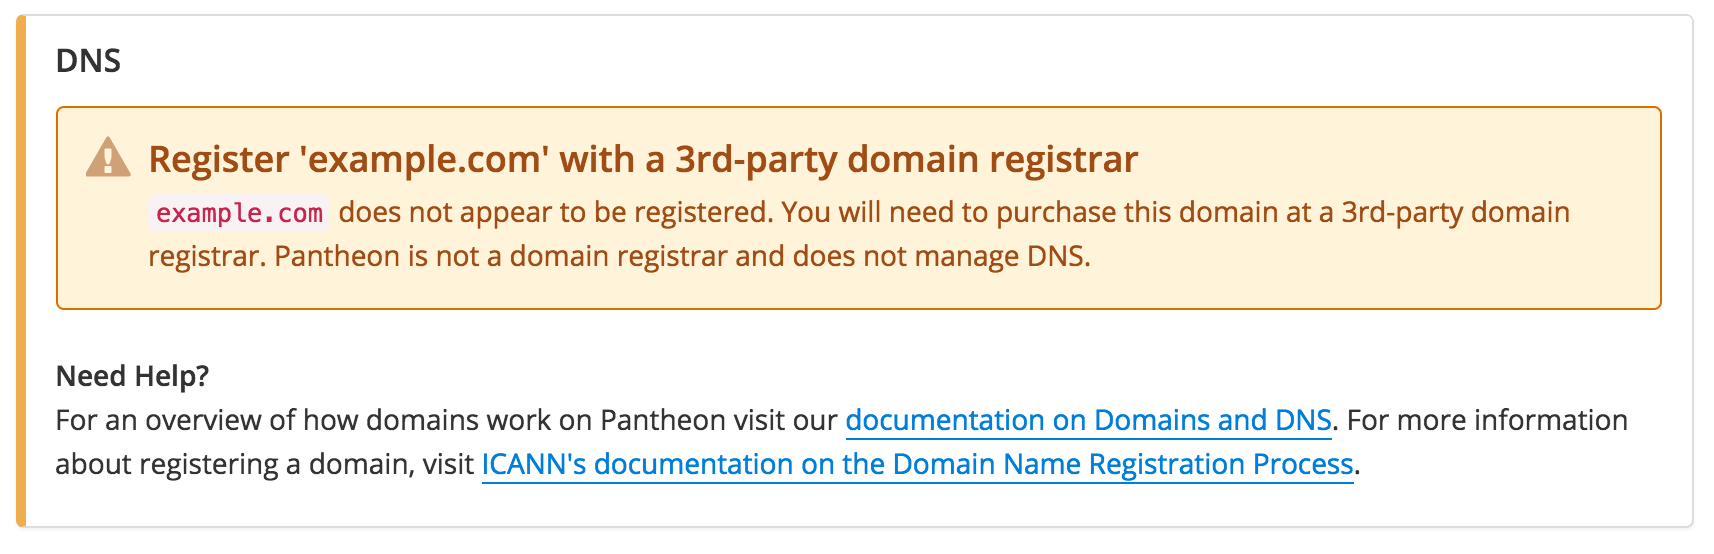 DNS
Register 'example.com' with a 3rd-party domain registrar
example.com does not appear to be registered. You will need to purchase this domain at a 3rd-party domain
registrar. Pantheon is not a domain registrar and does not manage DNS.
Need Help?
For an overview of how domains work on Pantheon visit our documentation on Domains and DNS. For more information
about registering a domain, visit ICANN's documentation on the Domain Name Registration Process.